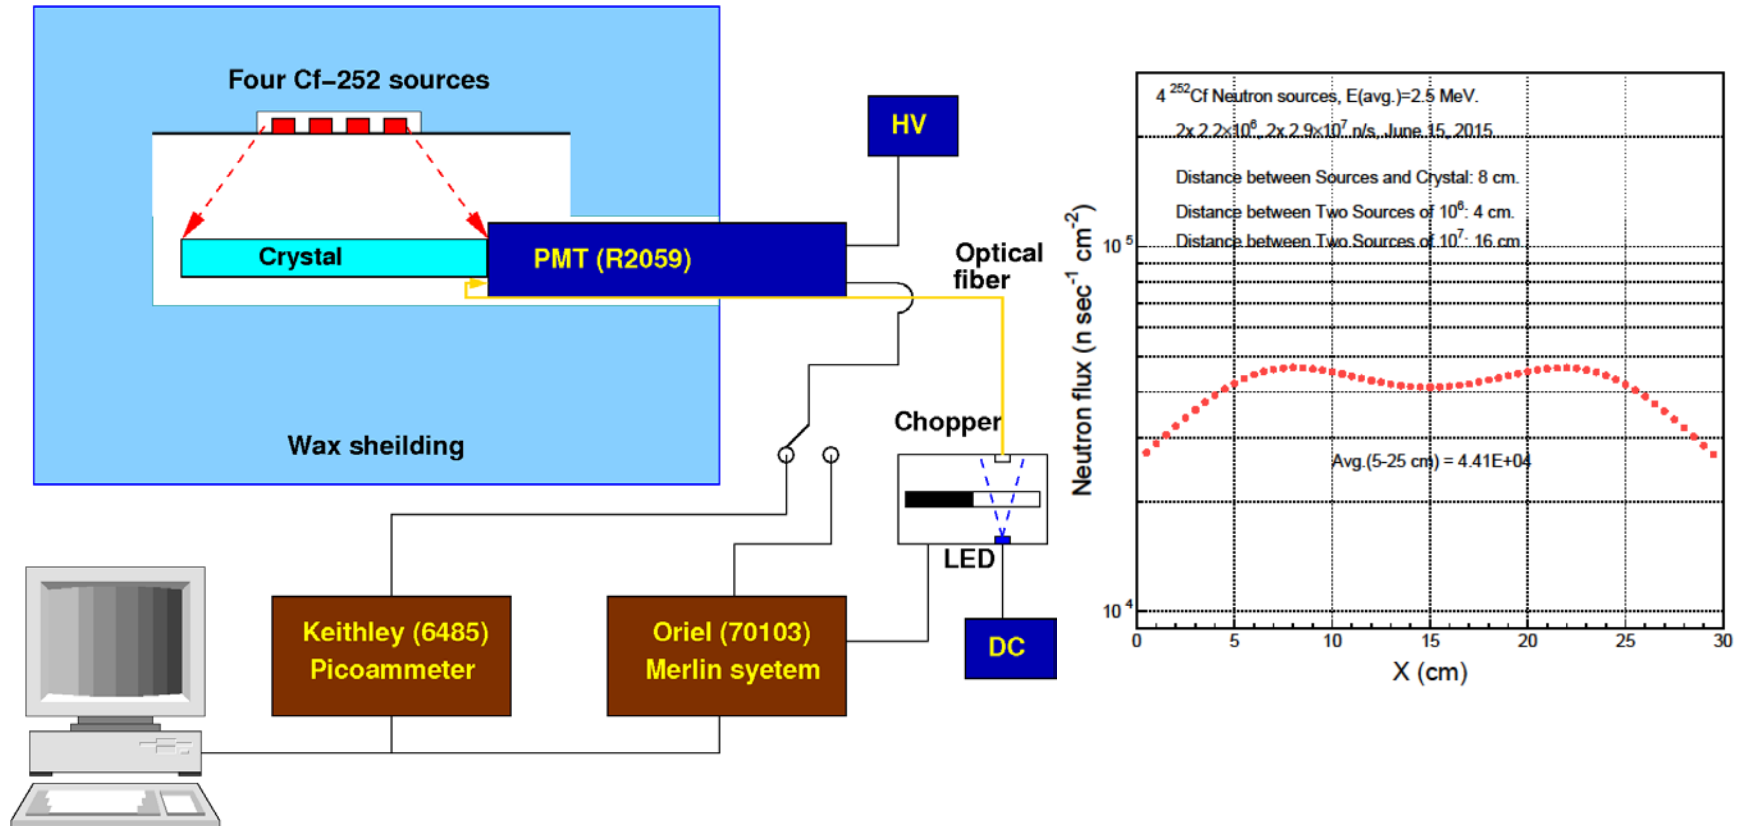 Four Cf−252 sources
HV
Crystal
PMT (R2059)
Optical
fiber
Wax sheilding
Chopper
LED
DC
Keithley (6485)
Picoammeter
Oriel (70103)
Merlin syetem
4 ²⁵²Cf Neutron sources, E(avg.)=2.5 MeV.
2x 2.2×10⁶, 2x 2.9×10⁷ n/s, June 15, 2015
Distance between Sources and Crystal: 8 cm.
Distance between Two Sources of 10⁶: 4 cm.
Distance between Two Sources of 10⁷: 16 cm
Avg.(5-25 cm) = 4.41E+04
Neutron flux (n sec⁻¹ cm⁻²)
10⁵
10⁴
0 5 10 15 20 25 30
X (cm)